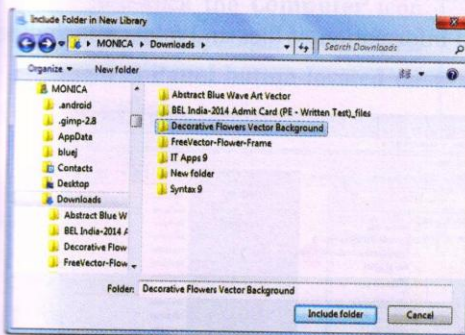 Include Folder in New Library
MONICA ▸ Downloads ▸
Search Downloads
Organize ▾ New folder
MONICA
.android
.gimp-2.8
AppData
bluej
Contacts
Desktop
Downloads
Abstract Blue W
BEL India-2014 A
Decorative Flow
FreeVector-Flow
Abstract Blue Wave Art Vector
BEL India-2014 Admit Card (PE - Written Test)_files
Decorative Flowers Vector Background
FreeVector-Flower-Frame
IT Apps 9
New folder
Syntax 9
Folder: Decorative Flowers Vector Background
Include folder Cancel